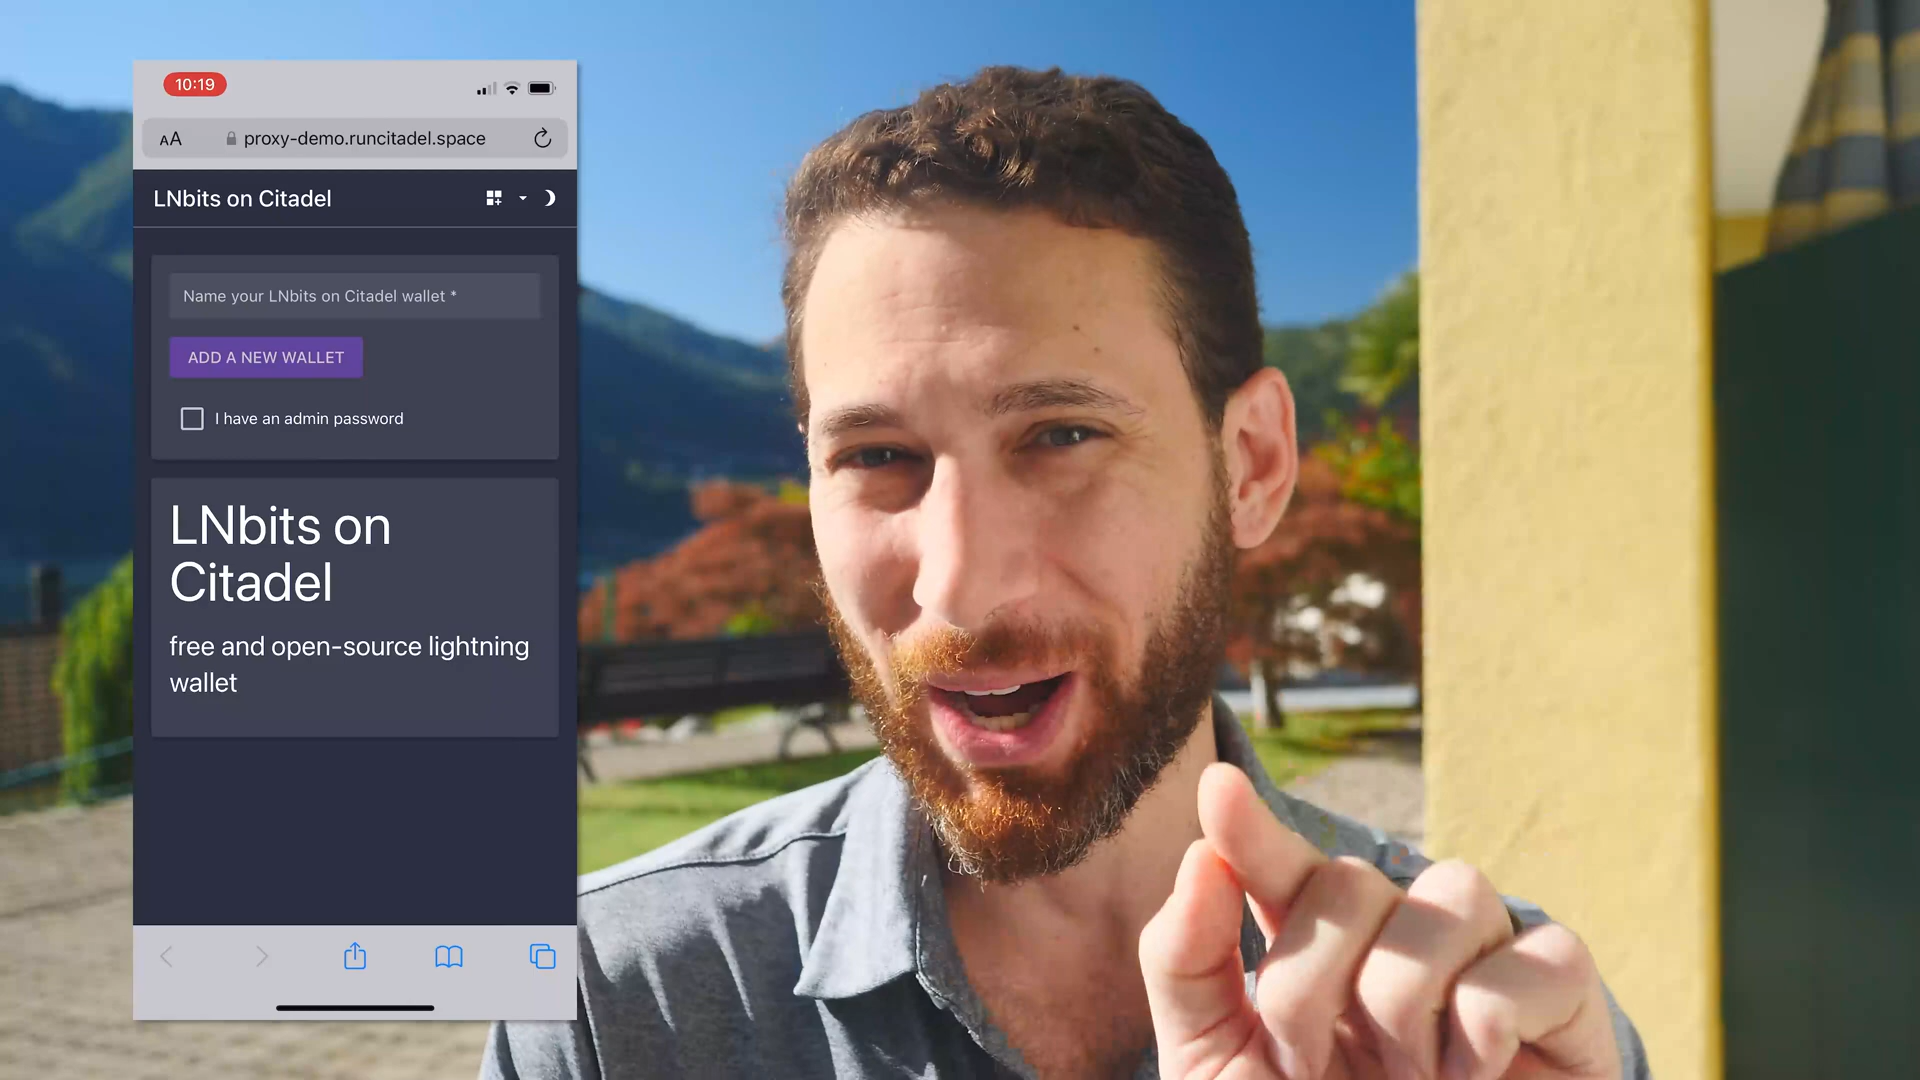 10:19
AA proxy-demo.runcitadel.space
LNbits on Citadel
Name your LNbits on Citadel wallet *
ADD A NEW WALLET
I have an admin password
LNbits on
Citadel
free and open-source lightning
wallet